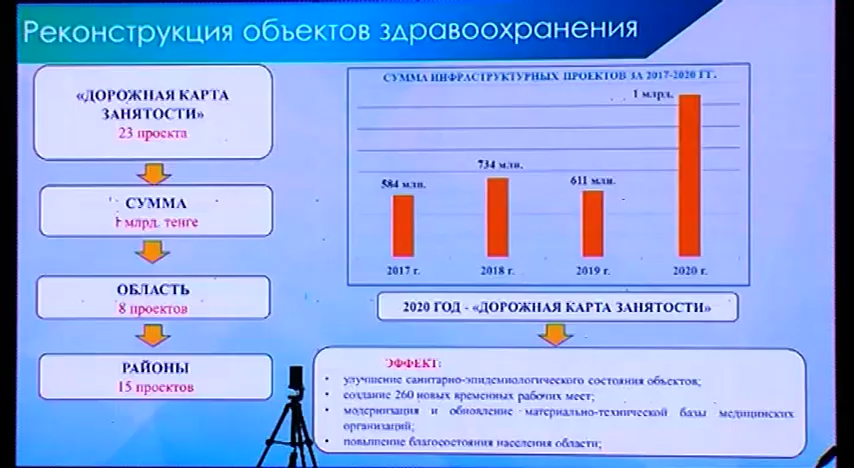 Реконструкция объектов здравоохранения
«ДОРОЖНАЯ КАРТА
ЗАНЯТОСТИ»
23 проекта
СУММА
1 млрд. тенге
ОБЛАСТЬ
8 проектов
РАЙОНЫ
15 проектов
СУММА ИНФРАСТРУКТУРНЫХ ПРОЕКТОВ ЗА 2017-2020 ГГ.
1 млрд.
734 млн.
584 млн.
611 млн.
2017 г.
2018 г.
2019 г.
2020 г.
2020 ГОД - «ДОРОЖНАЯ КАРТА ЗАНЯТОСТИ»
ЭФФЕКТ:
• улучшение санитарно-эпидемиологического состояния объектов;
• создание 260 новых временных рабочих мест;
• модернизация и обновление материально-технической базы медицинских
организаций;
• повышение благосостояния населения области;